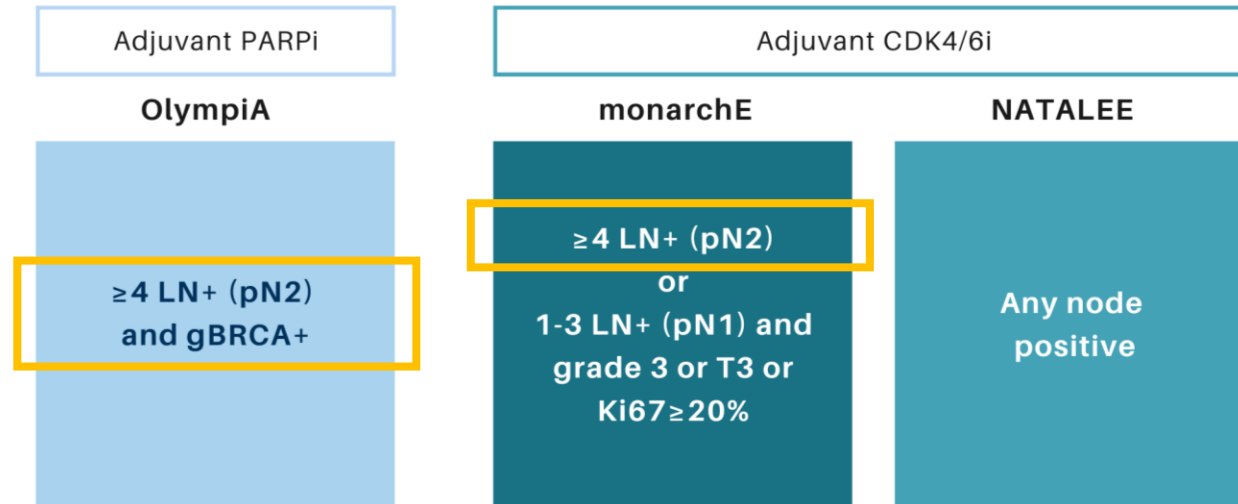 Adjuvant PARPi
Adjuvant CDK4/6i
OlympiA
monarchE
NATALEE
≥4 LN+ (pN2)
and gBRCA+
≥4 LN+ (pN2)
or
1-3 LN+ (pN1) and
grade 3 or T3 or
Ki67≥20%
Any node
positive